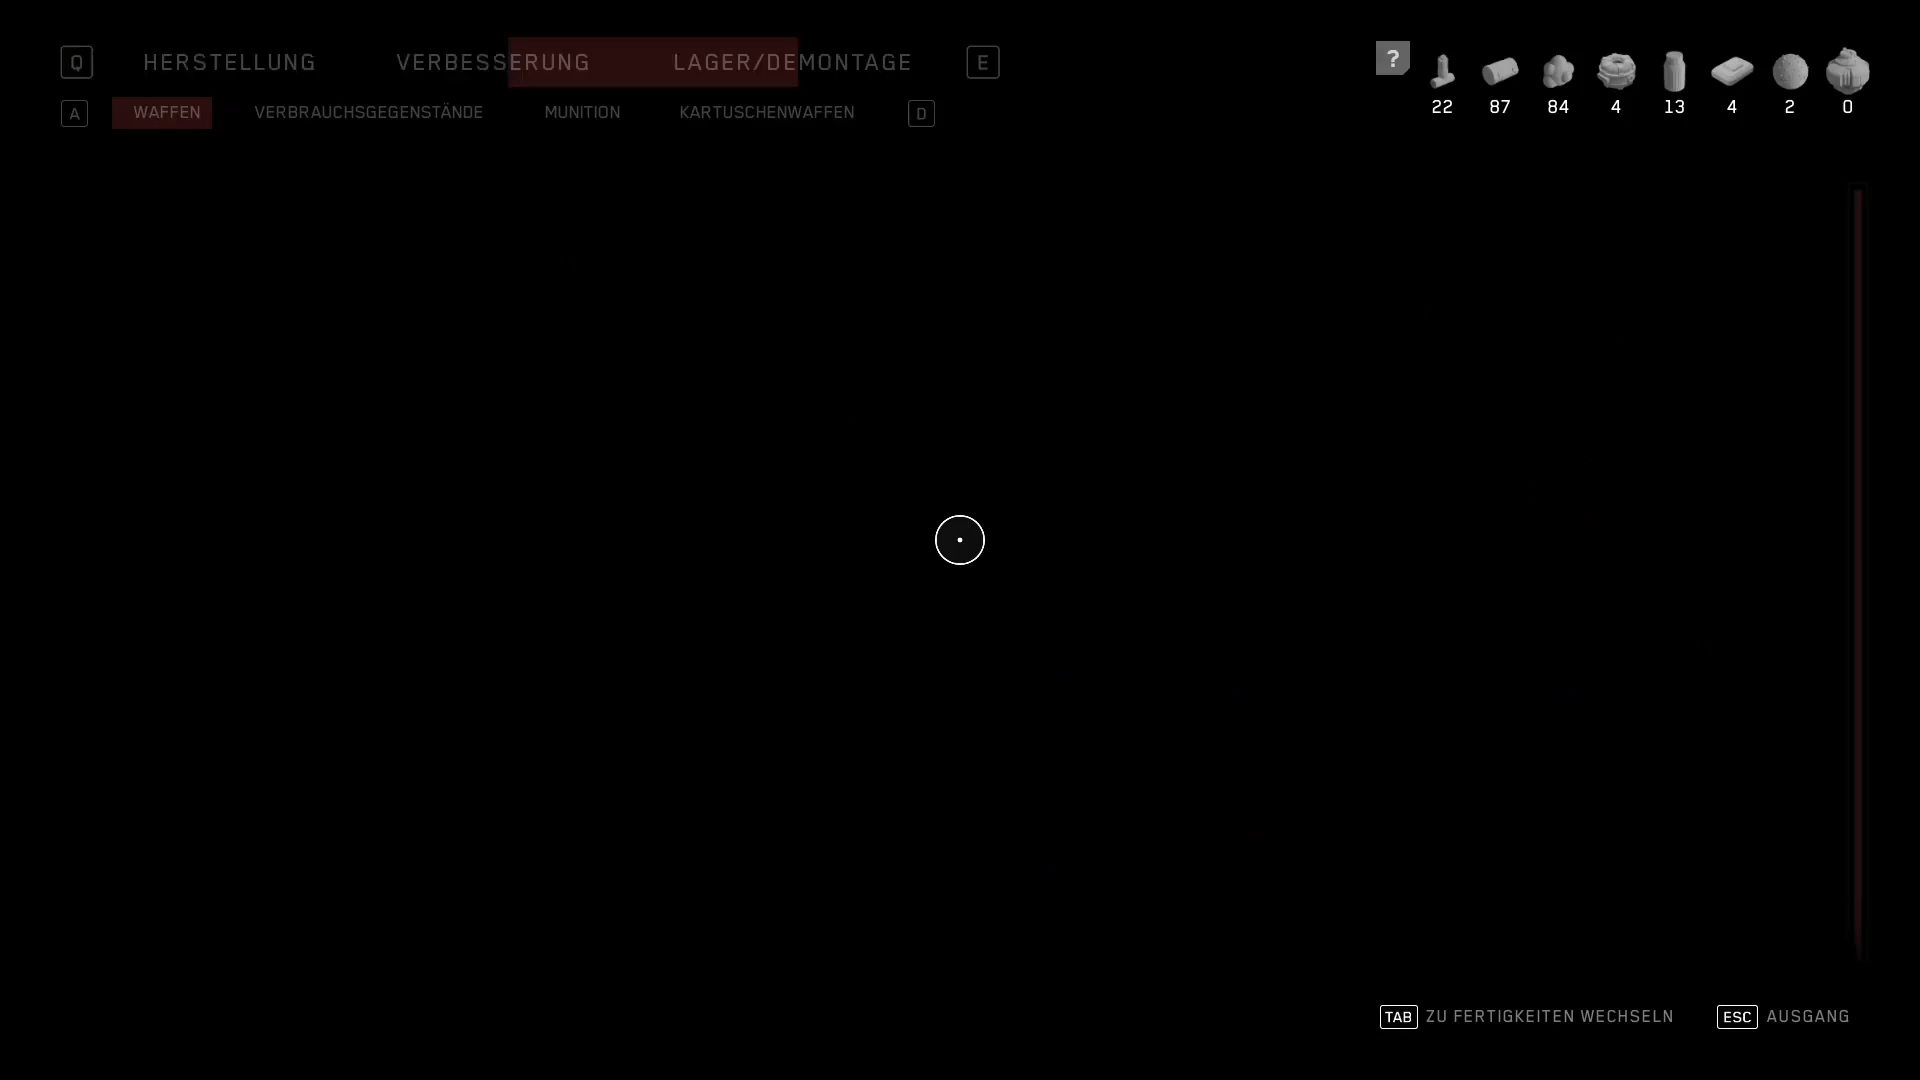 Q HERSTELLUNG VERBESSERUNG LAGER/DEMONTAGE E
A WAFFEN VERBRAUCHSGEGENSTÄNDE MUNITION KARTUSCHENWAFFEN D
?
22 87 84 4 13 4 2 0
TAB ZU FERTIGKEITEN WECHSELN ESC AUSGANG